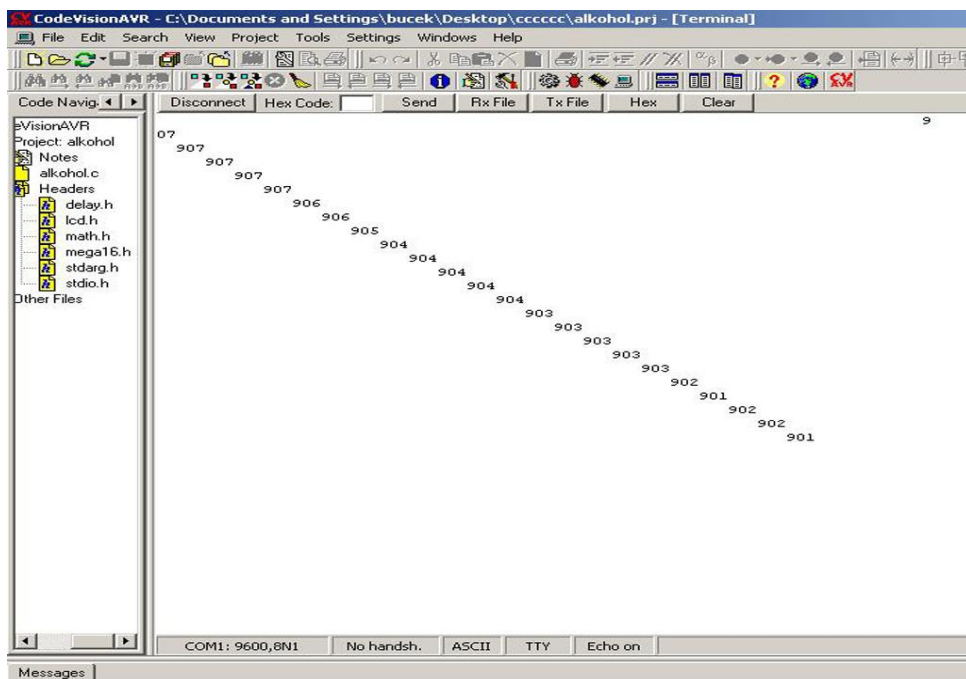 CodeVisionAVR - C:\Documents and Settings\bucek\Desktop\cccccc\alkohol.prj - [Terminal]
File Edit Search View Project Tools Settings Windows Help
Code Navig.
Disconnect Hex Code: Send Rx File Tx File Hex Clear
eVisionAVR
Project: alkohol
Notes
alkohol.c
Headers
delay.h
lcd.h
math.h
mega16.h
stdarg.h
stdio.h
Other Files
9
07
907
907
907
907
906
906
905
904
904
904
904
904
903
903
903
903
903
902
901
902
902
901
COM1: 9600,8N1 No handsh. ASCII TTY Echo on
Messages